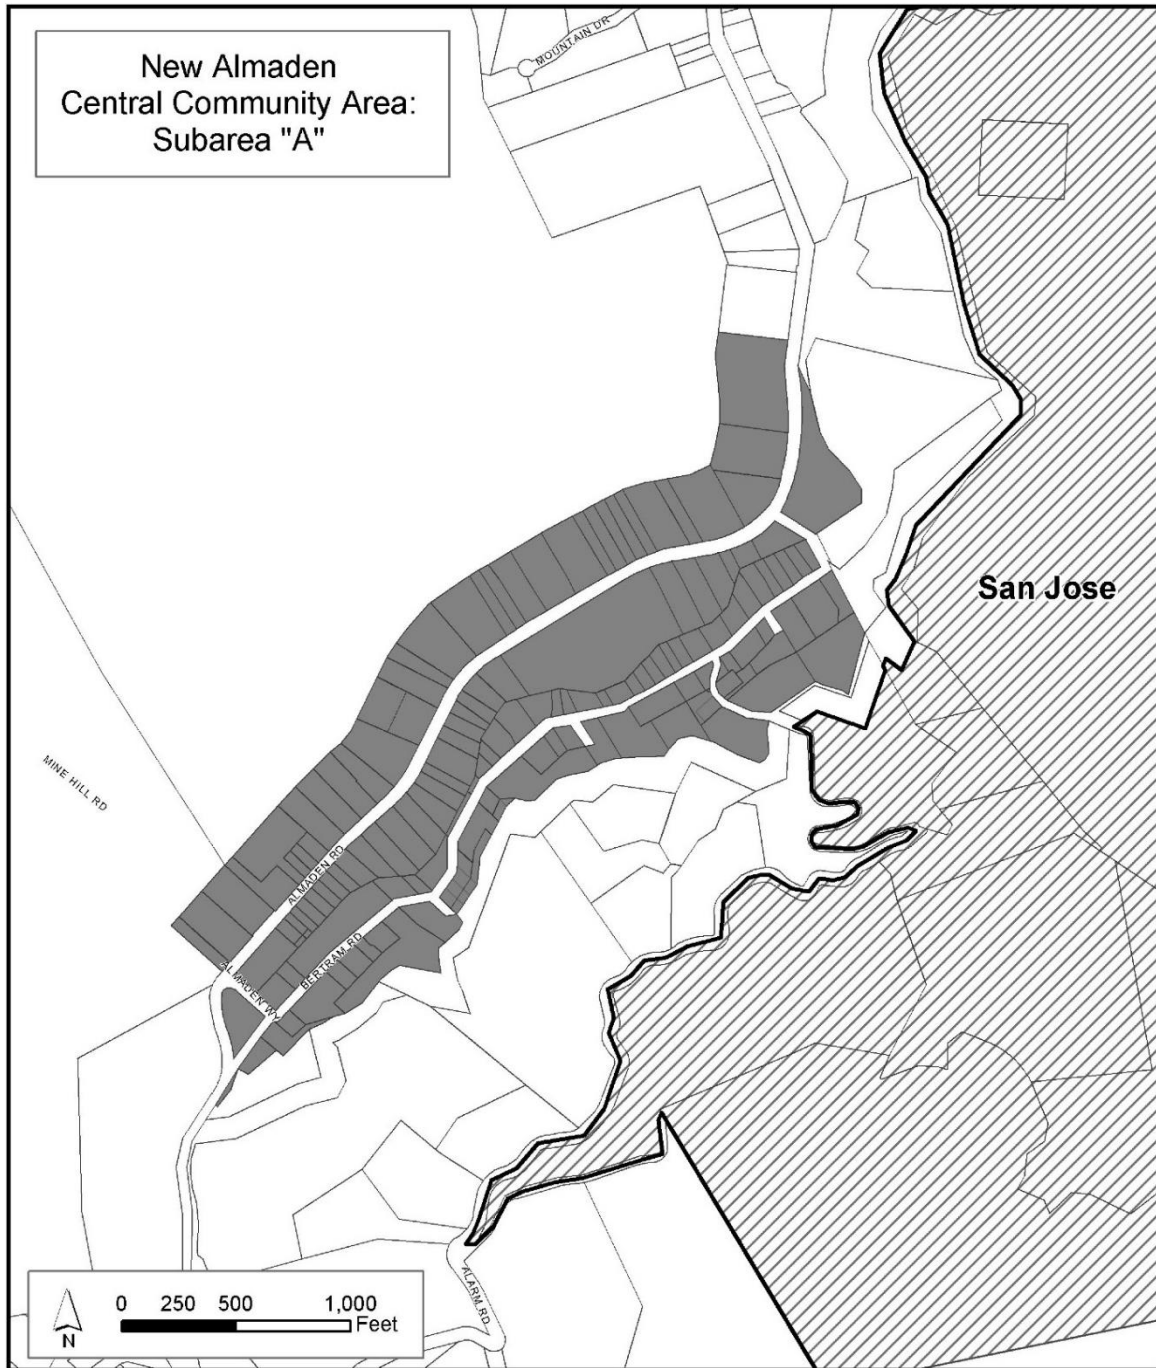 New Almaden
Central Community Area:
Subarea "A"
MOUNTAIN DR
San Jose
MINE HILL RD
ALMADEN RD
BERTRAM RD
ALMADEN WY
ALARM RD
N
0 250 500 1,000
Feet